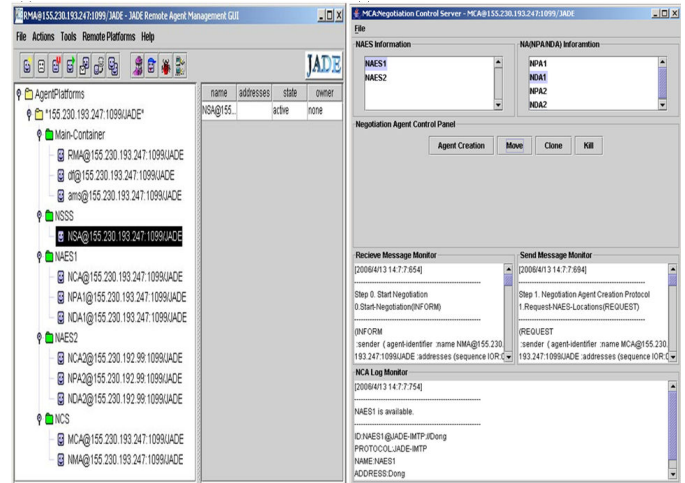 RMA@155.230.193.247:1099/JADE - JADE Remote Agent Management GUI
File Actions Tools Remote Platforms Help
JADE
AgentPlatforms
"155.230.193.247:1099/JADE"
Main-Container
RMA@155.230.193.247:1099/JADE
df@155.230.193.247:1099/JADE
ams@155.230.193.247:1099/JADE
NSSS
NSA@155.230.193.247:1099/JADE
NAES1
NCA@155.230.193.247:1099/JADE
NPA1@155.230.193.247:1099/JADE
NDA1@155.230.193.247:1099/JADE
NAES2
NCA2@155.230.192.99:1099/JADE
NPA2@155.230.192.99:1099/JADE
NDA2@155.230.192.99:1099/JADE
NCS
MCA@155.230.193.247:1099/JADE
NMA@155.230.193.247:1099/JADE
name addresses state owner
NSA@155... active none
MCA:Negotiation Control Server - MCA@155.230.193.247:1099/JADE
File
NAES Information
NAES1
NAES2
NA(NPA/NDA) Inforamtion
NPA1
NDA1
NPA2
NDA2
Negotiation Agent Control Panel
Agent Creation Move Clone Kill
Recieve Message Monitor
[2006/4/13 14:7:7:654]
Step 0. Start Negotiation
0.Start-Negotiation(INFORM)
(INFORM
:sender ( agent-identifier :name NMA@155.230.
193.247:1099/JADE :addresses (sequence IOR:0
Send Message Monitor
[2006/4/13 14:7:7:694]
Step 1. Negotiation Agent Creation Protocol
1.Request-NAES-Locations(REQUEST)
(REQUEST
:sender ( agent-identifier :name MCA@155.230.
193.247:1099/JADE :addresses (sequence IOR:0
NCA Log Monitor
[2006/4/13 14:7:7:754]
NAES1 is available.
ID:NAES1@JADE-IMTP://Dong
PROTOCOL:JADE-IMTP
NAME:NAES1
ADDRESS:Dong